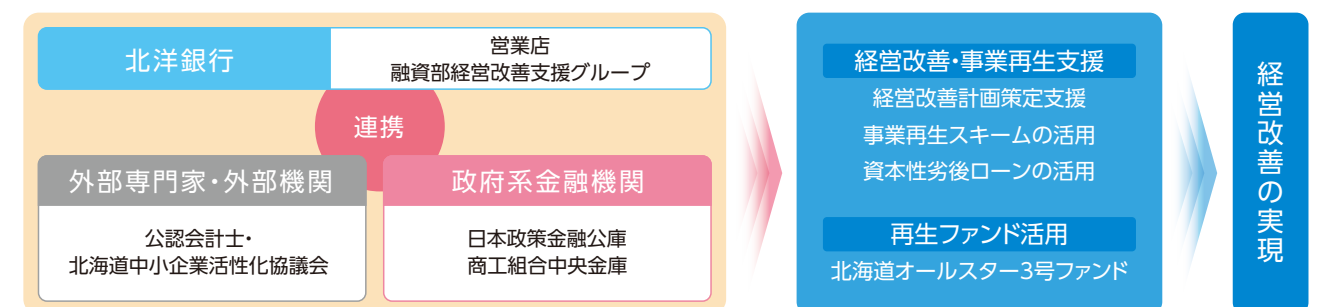 北洋銀行
営業店
融資部経営改善支援グループ
連携
外部専門家・外部機関
公認会計士・
北海道中小企業活性化協議会
政府系金融機関
日本政策金融公庫
商工組合中央金庫
経営改善・事業再生支援
経営改善計画策定支援
事業再生スキームの活用
資本性劣後ローンの活用
再生ファンド活用
北海道オールスター3号ファンド
経営改善の実現